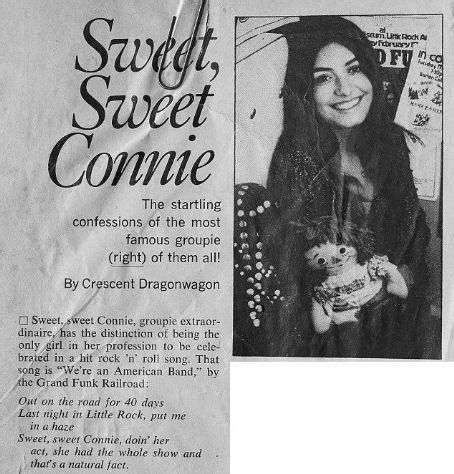 Sweet,
Sweet
Connie
The startling
confessions of the most
famous groupie
(right) of them all!
By Crescent Dragonwagon
□ Sweet, sweet Connie, groupie extraor-
dinaire, has the distinction of being the
only girl in her profession to be cele-
brated in a hit rock 'n' roll song. That
song is "We're an American Band," by
the Grand Funk Railroad:
Out on the road for 40 days
Last night in Little Rock, put me
in a haze
Sweet, sweet Connie, doin' her
act, she had the whole show and
that's a natural fact.
at
Little Rock
February